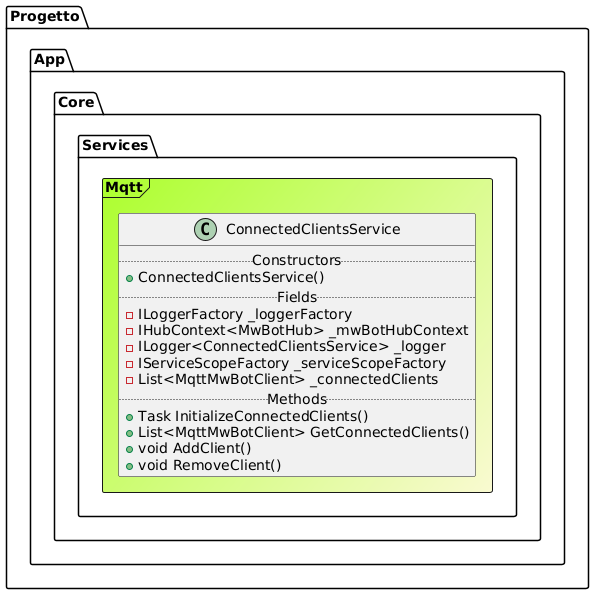 Progetto
App
Core
Services
Mqtt
C ConnectedClientsService
Constructors
ConnectedClientsService()
Fields
ILoggerFactory _loggerFactory
IHubContext<MwBotHub> _mwBotHubContext
ILogger<ConnectedClientsService> _logger
IServiceScopeFactory _serviceScopeFactory
List<MqttMwBotClient> _connectedClients
Methods
Task InitializeConnectedClients()
List<MqttMwBotClient> GetConnectedClients()
void AddClient()
void RemoveClient()